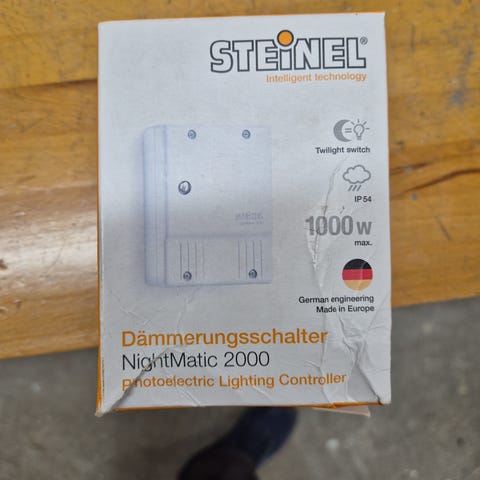 STEINEL®
Intelligent technology
Twilight switch
IP54
1000 w
max.
STEINEL
German engineering
Made in Europe
Dämmerungsschalter
NightMatic 2000
Photoelectric Lighting Controller